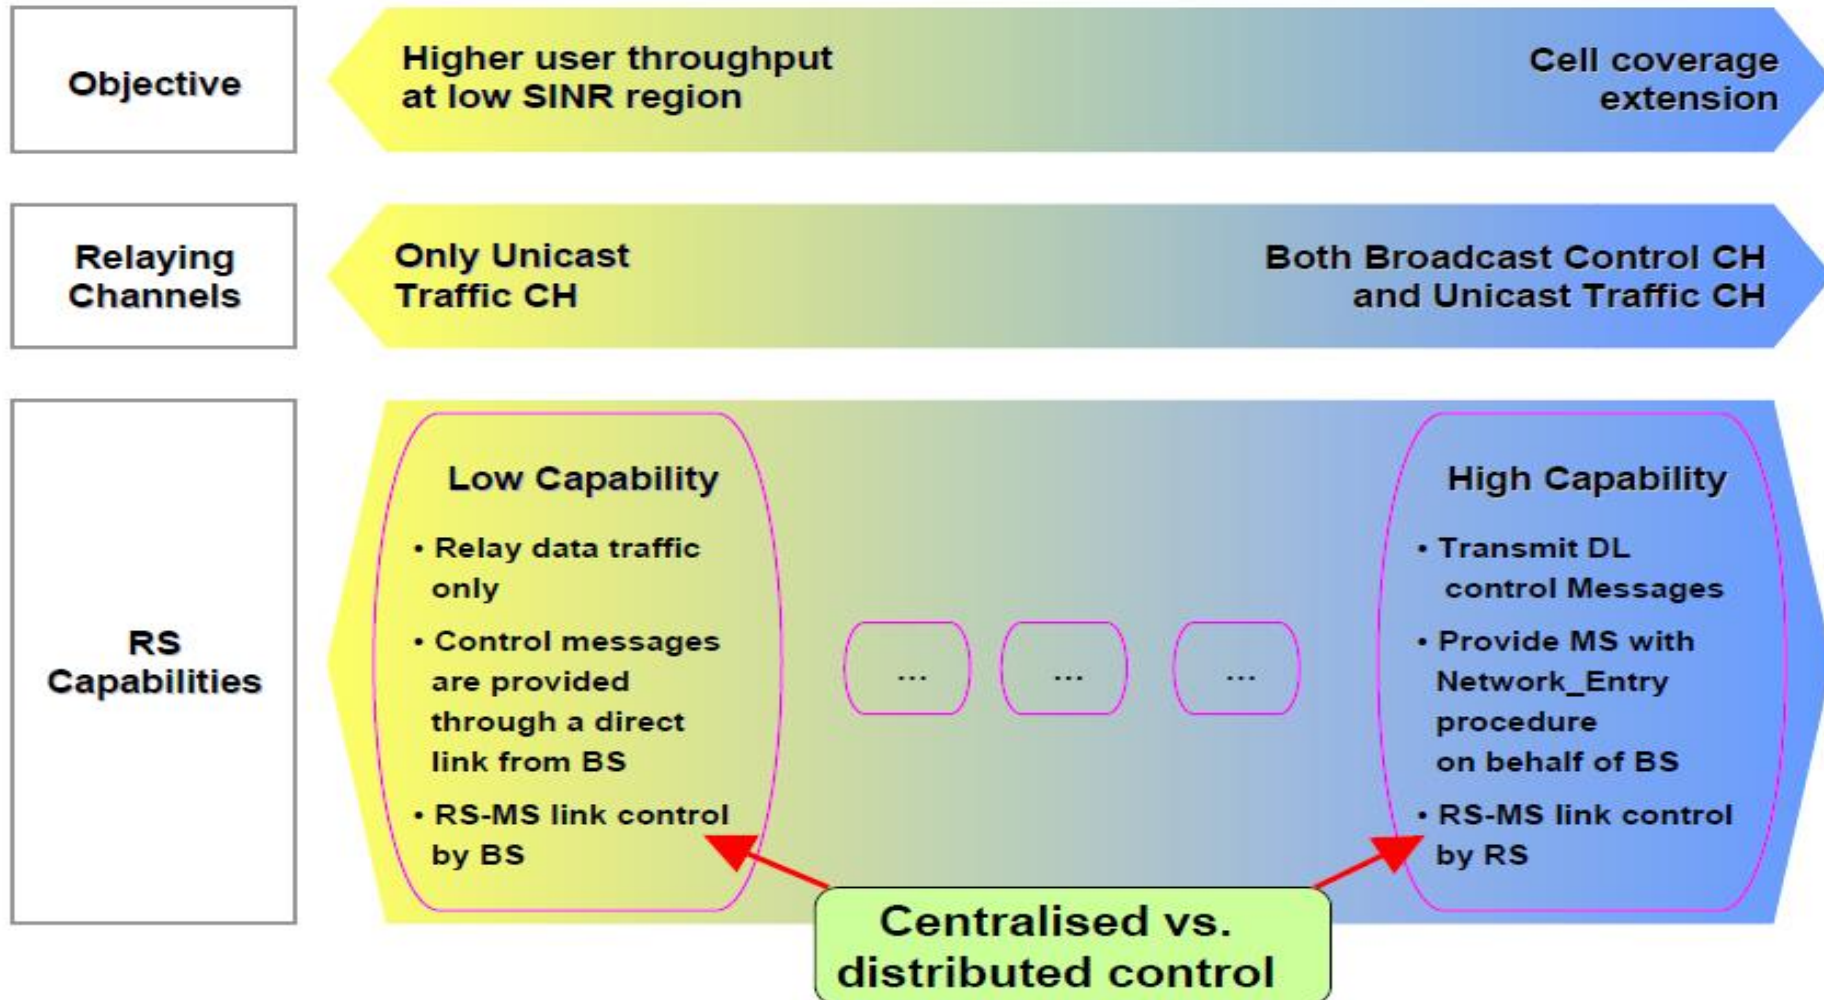 Objective
Higher user throughput
at low SINR region
Cell coverage
extension
Relaying
Channels
Only Unicast
Traffic CH
Both Broadcast Control CH
and Unicast Traffic CH
RS
Capabilities
Low Capability
• Relay data traffic
only
• Control messages
are provided
through a direct
link from BS
• RS-MS link control
by BS
...
...
...
High Capability
• Transmit DL
control Messages
• Provide MS with
Network_Entry
procedure
on behalf of BS
• RS-MS link control
by RS
Centralised vs.
distributed control